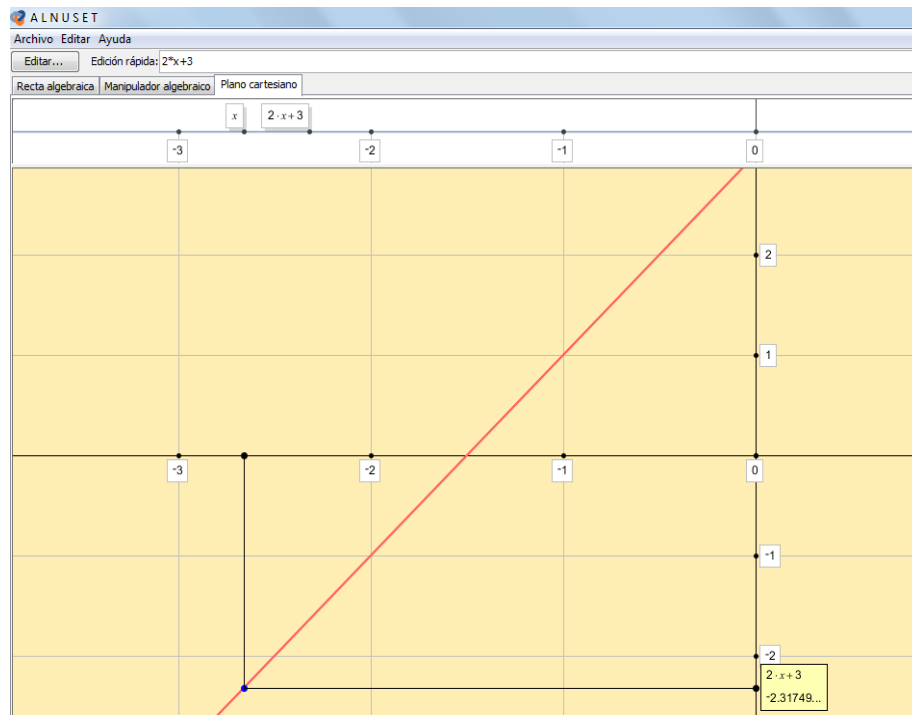 ALNUSET
Archivo Editar Ayuda
Editar... Edición rápida: 2*x+3
Recta algebraica Manipulador algebraico Plano cartesiano
x 2·x+3
-3 -2 -1 0
2
1
-3 -2 -1 0
-1
-2
2·x+3
-2.31749...